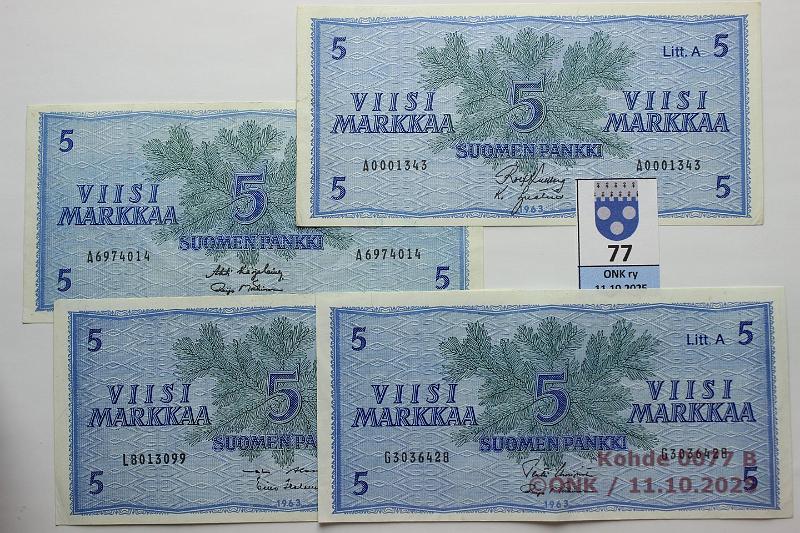 5 Litt. A 5
VIISI 5 VIISI
MARKKAA MARKKAA
SUOMEN PANKKI
A0001343 A0001343
5 5
1963
5
VIISI
MARKKAA 5
SUOMEN PANKKI
A6974014 A6974014
5 5
77
ONK ry
11.10.2025
5
VIISI 5
MARKKAA
SUOMEN PA
L8013099
5
1963
5 Litt. A 5
VIISI 5 VIISI
MARKKAA MARKKAA
SUOMEN PANKKI
G3036428 G3036428
5 5
1963
Kohde 0077 B
©ONK / 11.10.2025